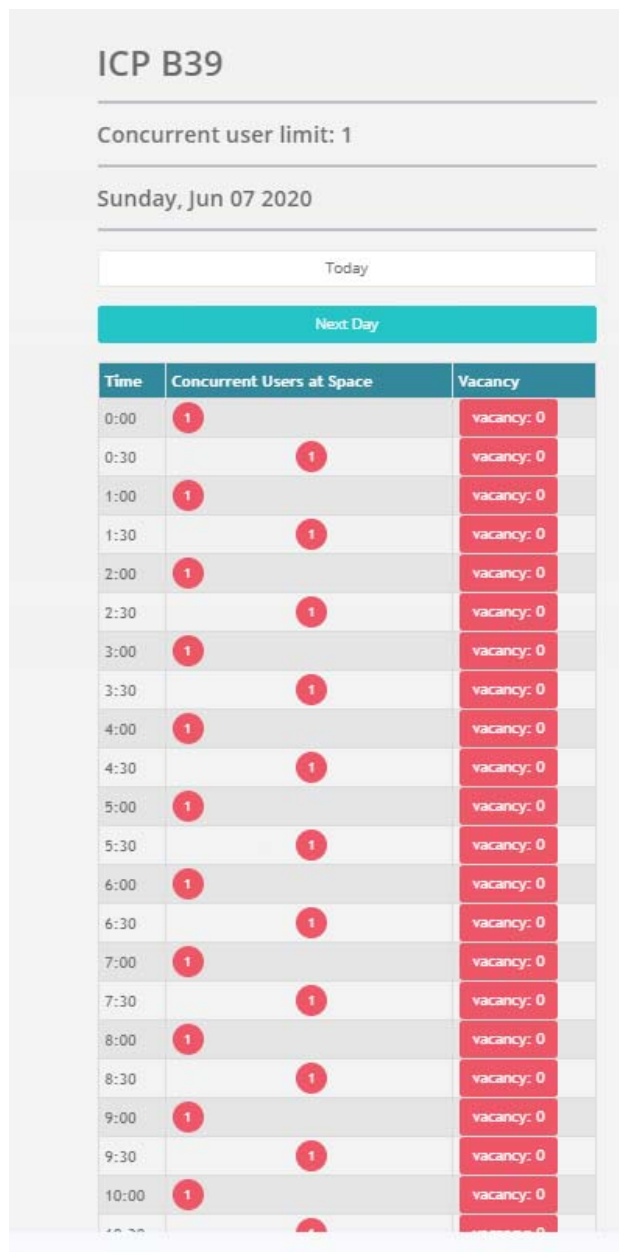 ICP B39
Concurrent user limit: 1
Sunday, Jun 07 2020
Today
Next Day
Time Concurrent Users at Space Vacancy
0:00 1 vacancy: 0
0:30 1 vacancy: 0
1:00 1 vacancy: 0
1:30 1 vacancy: 0
2:00 1 vacancy: 0
2:30 1 vacancy: 0
3:00 1 vacancy: 0
3:30 1 vacancy: 0
4:00 1 vacancy: 0
4:30 1 vacancy: 0
5:00 1 vacancy: 0
5:30 1 vacancy: 0
6:00 1 vacancy: 0
6:30 1 vacancy: 0
7:00 1 vacancy: 0
7:30 1 vacancy: 0
8:00 1 vacancy: 0
8:30 1 vacancy: 0
9:00 1 vacancy: 0
9:30 1 vacancy: 0
10:00 1 vacancy: 0